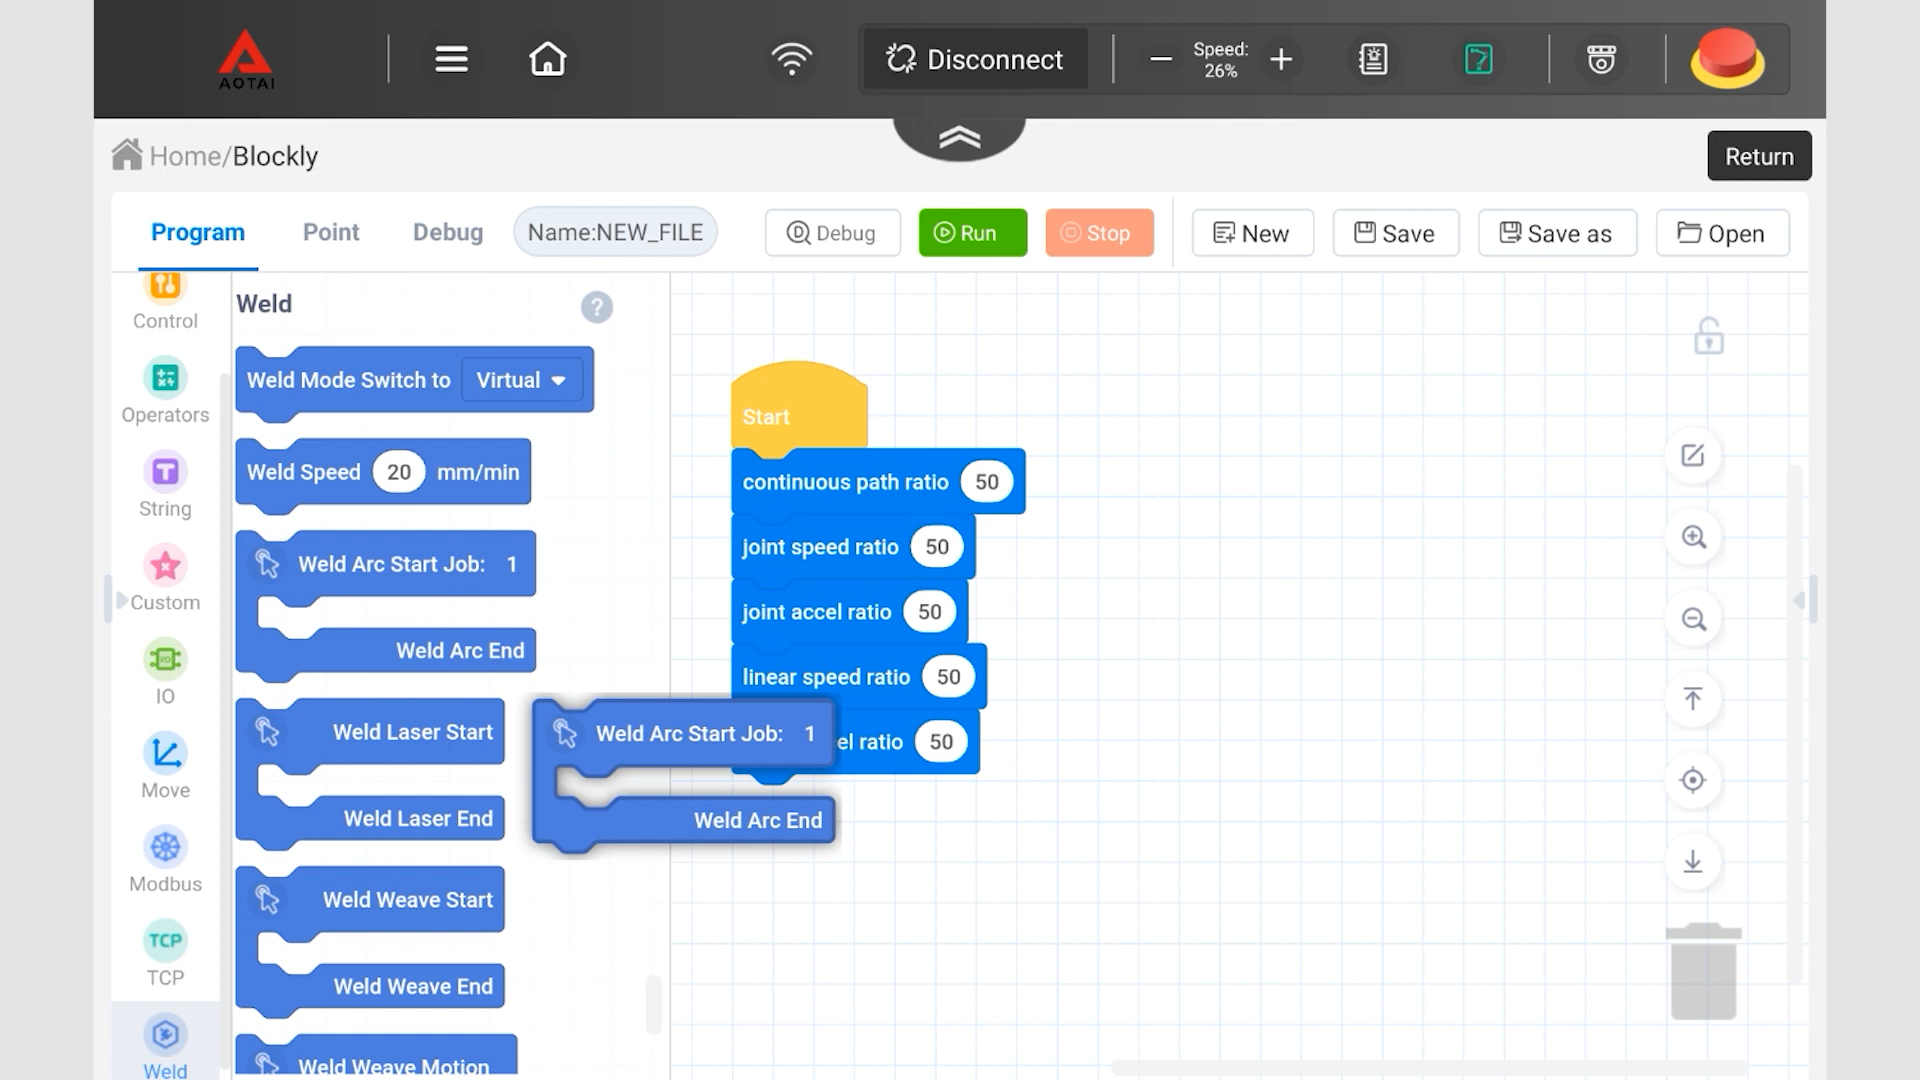 AOTAI
Disconnect
Speed:
26%
Home/Blockly
Return
Program
Point
Debug
Name:NEW_FILE
Debug
Run
Stop
New
Save
Save as
Open
Control
Operators
String
Custom
IO
Move
Modbus
TCP
TCP
Weld
Weld
?
Weld Mode Switch to Virtual
Weld Speed 20 mm/min
Weld Arc Start Job: 1
Weld Arc End
Weld Laser Start
Weld Laser End
Weld Weave Start
Weld Weave End
Weld Weave Motion
Start
continuous path ratio 50
joint speed ratio 50
joint accel ratio 50
linear speed ratio 50
el ratio 50
Weld Arc Start Job: 1
Weld Arc End